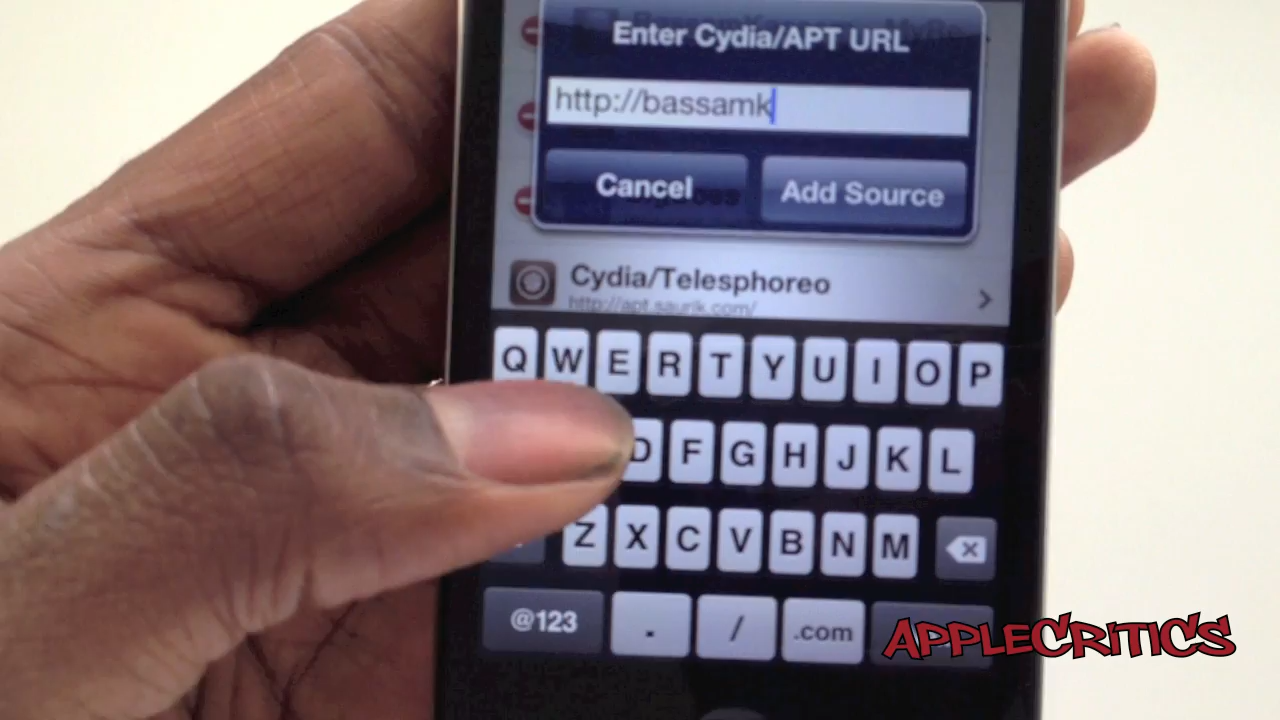 Enter Cydia/APT URL
http://bassamk
Cancel
Add Source
Cydia/Telesphoreo
http://apt.saurik.com/
Q W E R T Y U I O P
D F G H J K L
Z X C V B N M
@123 . / .com
APPLECRITICS